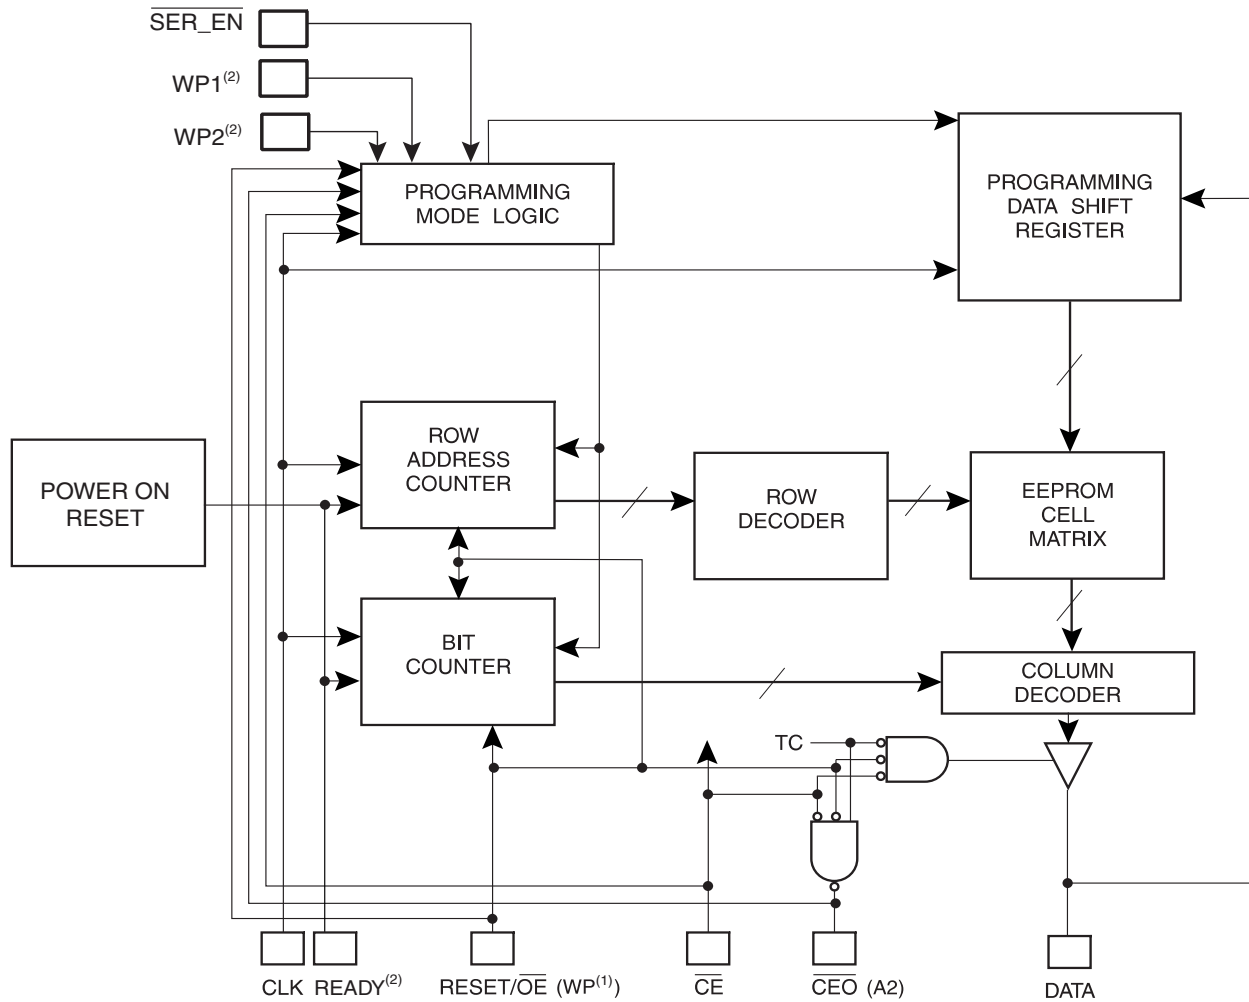 SER_EN
WP1(2)
WP2(2)
PROGRAMMING
MODE LOGIC
PROGRAMMING
DATA SHIFT
REGISTER
POWER ON
RESET
ROW
ADDRESS
COUNTER
ROW
DECODER
EEPROM
CELL
MATRIX
BIT
COUNTER
COLUMN
DECODER
TC
CLK
READY(2)
RESET/OE (WP(1))
CE
CEO (A2)
DATA